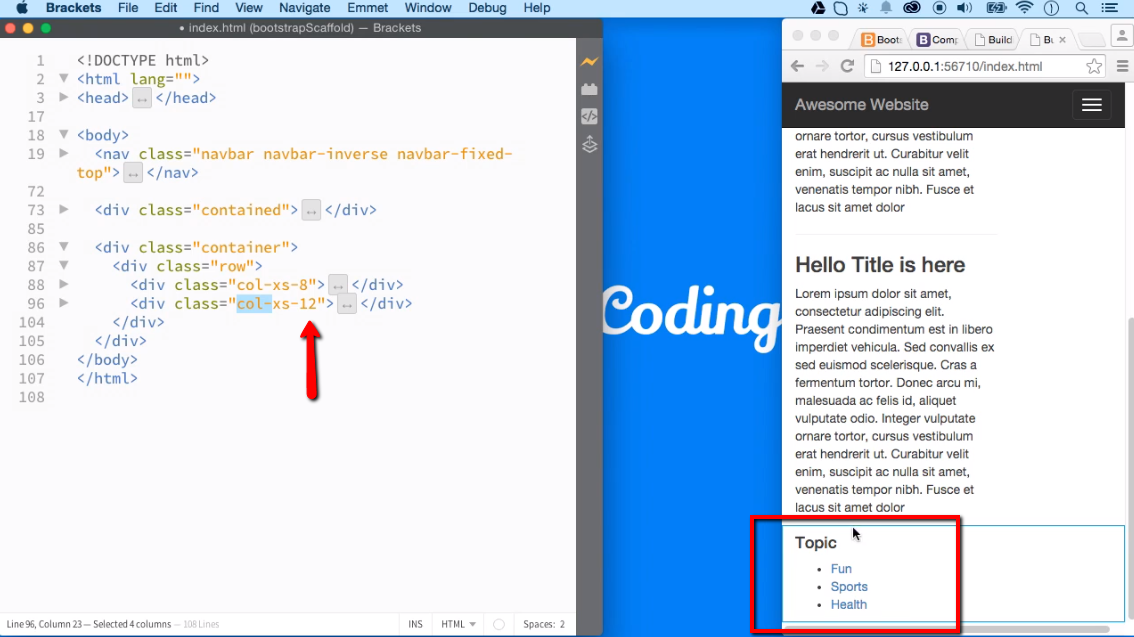 Brackets File Edit Find View Navigate Emmet Window Debug Help
• index.html (bootstrapScaffold) — Brackets
1 <!DOCTYPE html>
2 <html lang="">
3 <head> ↔ </head>
17
18 <body>
19 <nav class="navbar navbar-inverse navbar-fixed-
top"> ↔ </nav>
72
73 <div class="contained"> ↔ </div>
85
86 <div class="container">
87 <div class="row">
88 <div class="col-xs-8"> ↔ </div>
96 <div class="col-xs-12"> ↔ </div>
104 </div>
105 </div>
106 </body>
107 </html>
108
Line 96, Column 23 — Selected 4 columns — 108 Lines
INS HTML Spaces: 2
Coding
Boots Comp Build Bu
127.0.0.1:56710/index.html
Awesome Website
ornare tortor, cursus vestibulum
erat hendrerit ut. Curabitur velit
enim, suscipit ac nulla sit amet,
venenatis tempor nibh. Fusce et
lacus sit amet dolor
Hello Title is here
Lorem ipsum dolor sit amet,
consectetur adipiscing elit.
Praesent condimentum est in libero
imperdiet vehicula. Sed convallis ex
sed euismod scelerisque. Cras a
fermentum tortor. Donec arcu mi,
malesuada ac felis id, aliquet
vulputate odio. Integer vulputate
ornare tortor, cursus vestibulum
erat hendrerit ut. Curabitur velit
enim, suscipit ac nulla sit amet,
venenatis tempor nibh. Fusce et
lacus sit amet dolor
Topic
• Fun
• Sports
• Health